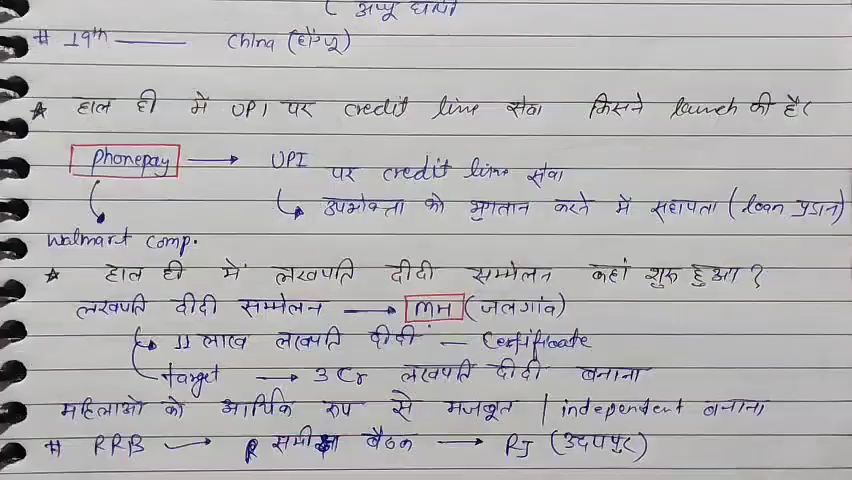 ( अप्पू घर
# 19th —— China (हांग्जू)
★ हाल ही में UPI पर credit line सेवा किसने launch की है (
Phonepay → UPI पर credit line सेवा
↳ उपभोक्ता को भुगतान करने में सहायता (loan प्रदान)
Walmart Comp.
★ हाल ही में लखपति दीदी सम्मेलन कहां शुरू हुआ ?
लखपति दीदी सम्मेलन → MH (जलगांव)
↳ 11 लाख लखपति दीदी — Certificate
target → 3 Cr लखपति दीदी बनाना
महिलाओ को आर्थिक रूप से मजबूत / independent बनाना
# RRB → समीक्षा बैठक → RJ (उदयपुर)